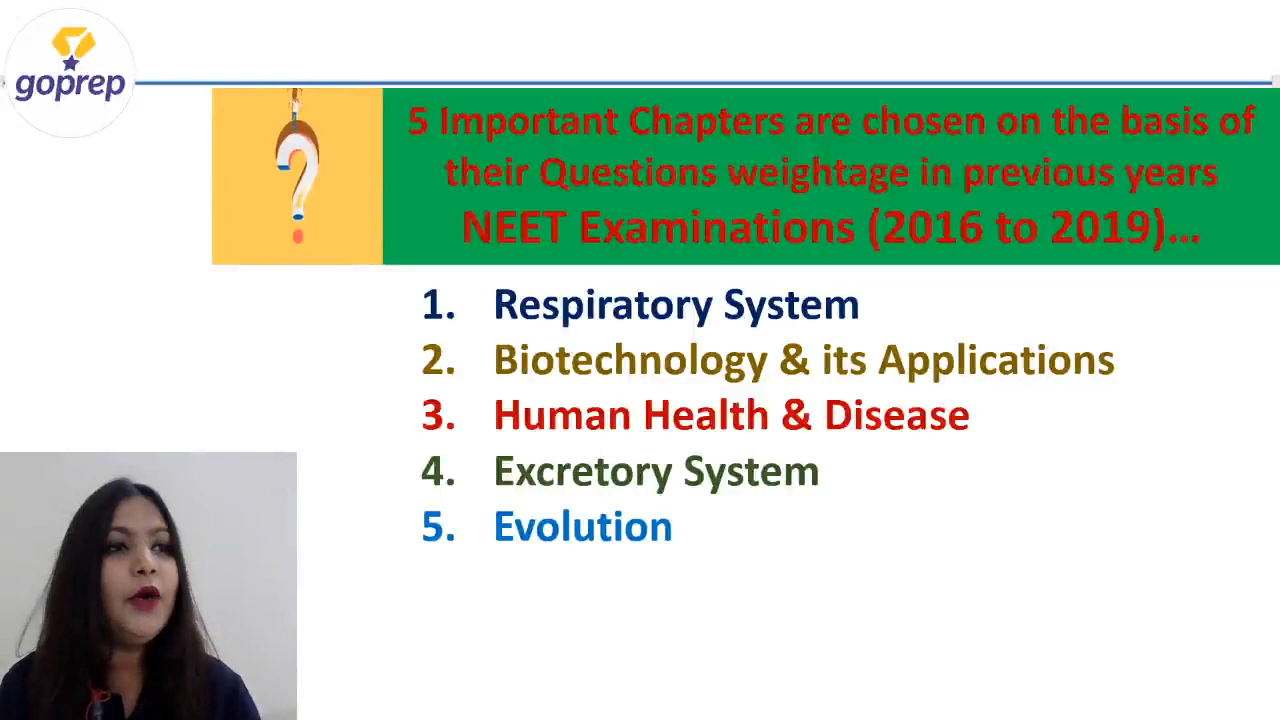 goprep
5 Important Chapters are chosen on the basis of
their Questions weightage in previous years
NEET Examinations (2016 to 2019)...
1. Respiratory System
2. Biotechnology & its Applications
3. Human Health & Disease
4. Excretory System
5. Evolution